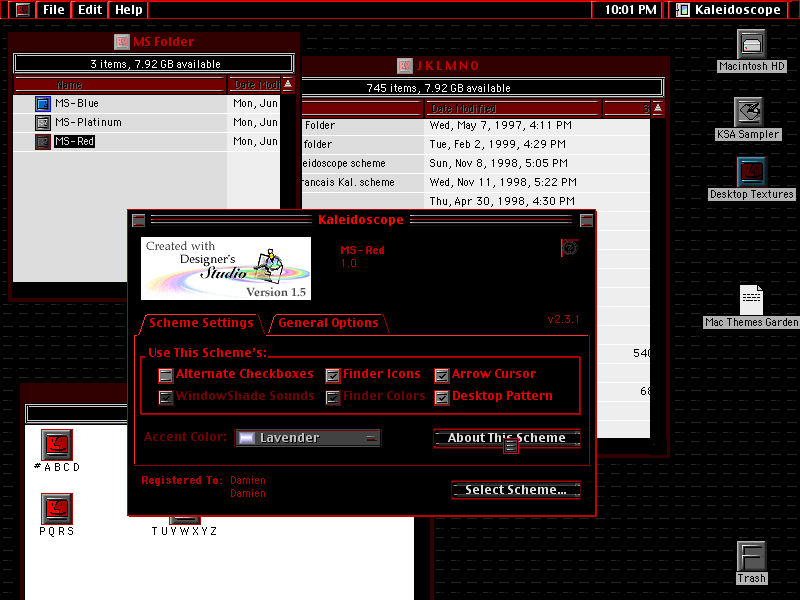 File Edit Help
10:01 PM
Kaleidoscope
MS Folder
3 items, 7.92 GB available
Name
Date Modi
MS-Blue
Mon, Jun
MS-Platinum
Mon, Jun
MS-Red
Mon, Jun
JKLMNO
745 items, 7.92 GB available
Date Modified
S
Folder
Wed, May 7, 1997, 4:11 PM
folder
Tue, Feb 2, 1999, 4:29 PM
eidoscope scheme
Sun, Nov 8, 1998, 5:05 PM
rancais Kal. scheme
Wed, Nov 11, 1998, 5:22 PM
Thu, Apr 30, 1998, 4:30 PM
540
68
Macintosh HD
KSA Sampler
Desktop Textures
Mac Themes Garden
Trash
Kaleidoscope
Created with
Designer's
Studio
Version 1.5
MS-Red
1.0
v2.3.1
Scheme Settings
General Options
Use This Scheme's:
Alternate Checkboxes
Finder Icons
Arrow Cursor
WindowShade Sounds
Finder Colors
Desktop Pattern
Accent Color:
Lavender
About This Scheme
Registered To:
Damien
Damien
Select Scheme...
#ABCD
PQRS
TUYWXYZ